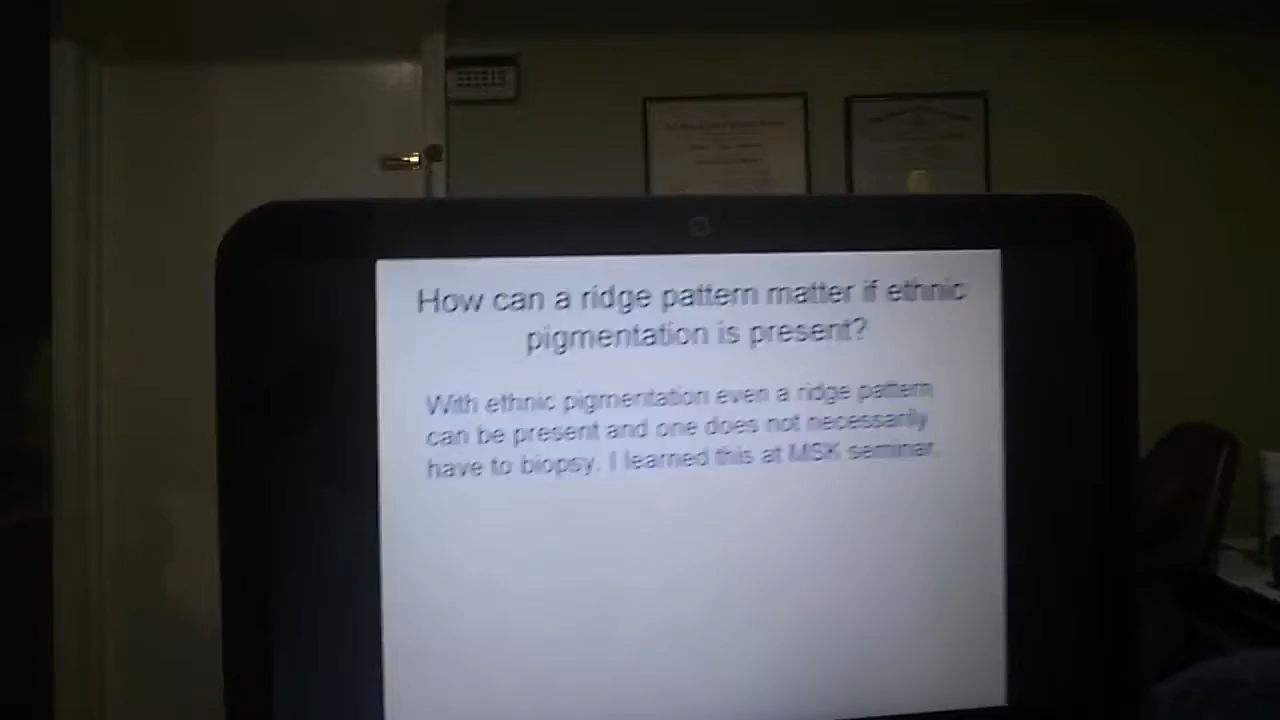 How can a ridge pattern matter if ethnic
pigmentation is present?
With ethnic pigmentation even a ridge pattern
can be present and one does not necessarily
have to biopsy. I learned this at MSK seminar.